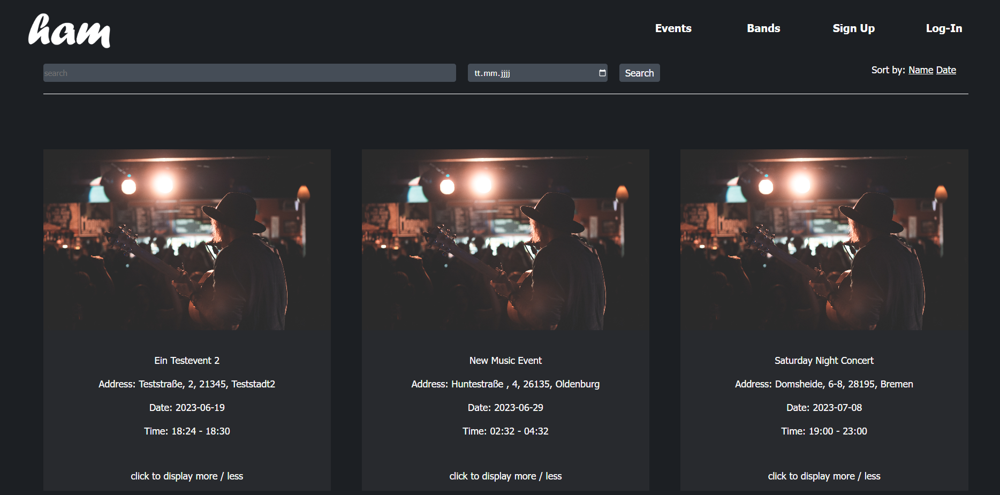 ham
Events Bands Sign Up Log-In
search tt.mm.jjjj Search Sort by: Name Date
Ein Testevent 2
Address: Teststraße, 2, 21345, Teststadt2
Date: 2023-06-19
Time: 18:24 - 18:30
click to display more / less
New Music Event
Address: Huntestraße , 4, 26135, Oldenburg
Date: 2023-06-29
Time: 02:32 - 04:32
click to display more / less
Saturday Night Concert
Address: Domsheide, 6-8, 28195, Bremen
Date: 2023-07-08
Time: 19:00 - 23:00
click to display more / less